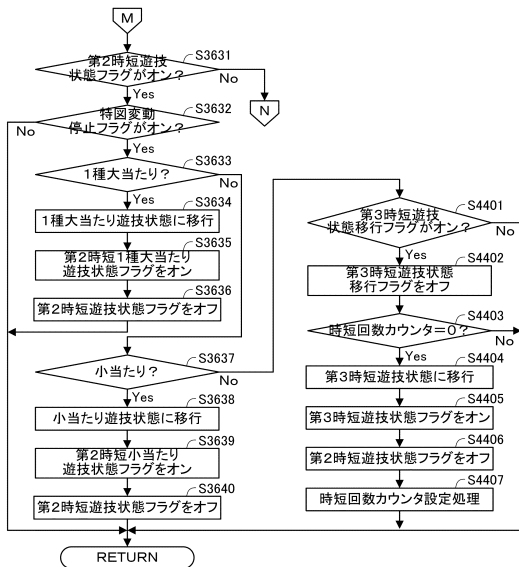 M
第2時短遊技
状態フラグがオン？
S3631
No
Yes
N
特図変動
停止フラグがオン？
S3632
No
Yes
1種大当たり？
S3633
Yes
1種大当たり遊技状態に移行
S3634
第2時短1種大当たり
遊技状態フラグをオン
S3635
第2時短遊技状態フラグをオフ
S3636
小当たり？
S3637
No
Yes
小当たり遊技状態に移行
S3638
第2時短小当たり
遊技状態フラグをオン
S3639
第2時短遊技状態フラグをオフ
S3640
RETURN
第3時短遊技
状態移行フラグがオン？
S4401
No
Yes
第3時短遊技状態
移行フラグをオフ
S4402
時短回数カウンタ＝0？
S4403
No
Yes
第3時短遊技状態に移行
S4404
第3時短遊技状態フラグをオン
S4405
第2時短遊技状態フラグをオフ
S4406
時短回数カウンタ設定処理
S4407